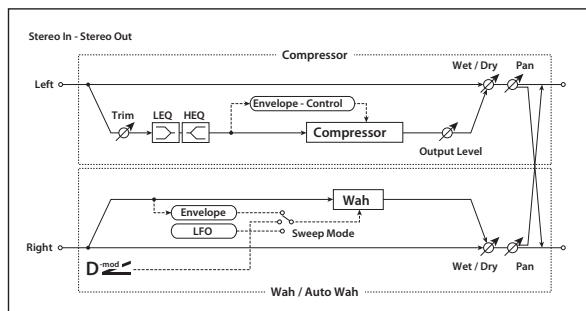 Stereo In - Stereo Out
Compressor
Wet / Dry
Pan
Left
Trim
LEQ
HEQ
Envelope - Control
Compressor
Output Level
Wah
Envelope
LFO
Sweep Mode
Right
D-mod
Wet / Dry
Pan
Wah / Auto Wah